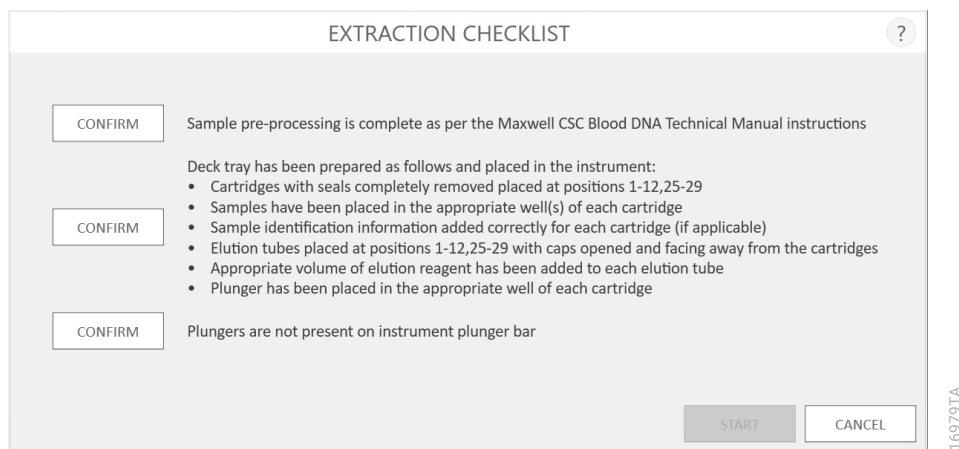 EXTRACTION CHECKLIST
?
CONFIRM
Sample pre-processing is complete as per the Maxwell CSC Blood DNA Technical Manual instructions
Deck tray has been prepared as follows and placed in the instrument:
CONFIRM
• Cartridges with seals completely removed placed at positions 1-12,25-29
• Samples have been placed in the appropriate well(s) of each cartridge
• Sample identification information added correctly for each cartridge (if applicable)
• Elution tubes placed at positions 1-12,25-29 with caps opened and facing away from the cartridges
• Appropriate volume of elution reagent has been added to each elution tube
• Plunger has been placed in the appropriate well of each cartridge
CONFIRM
Plungers are not present on instrument plunger bar
START
CANCEL
16979TA